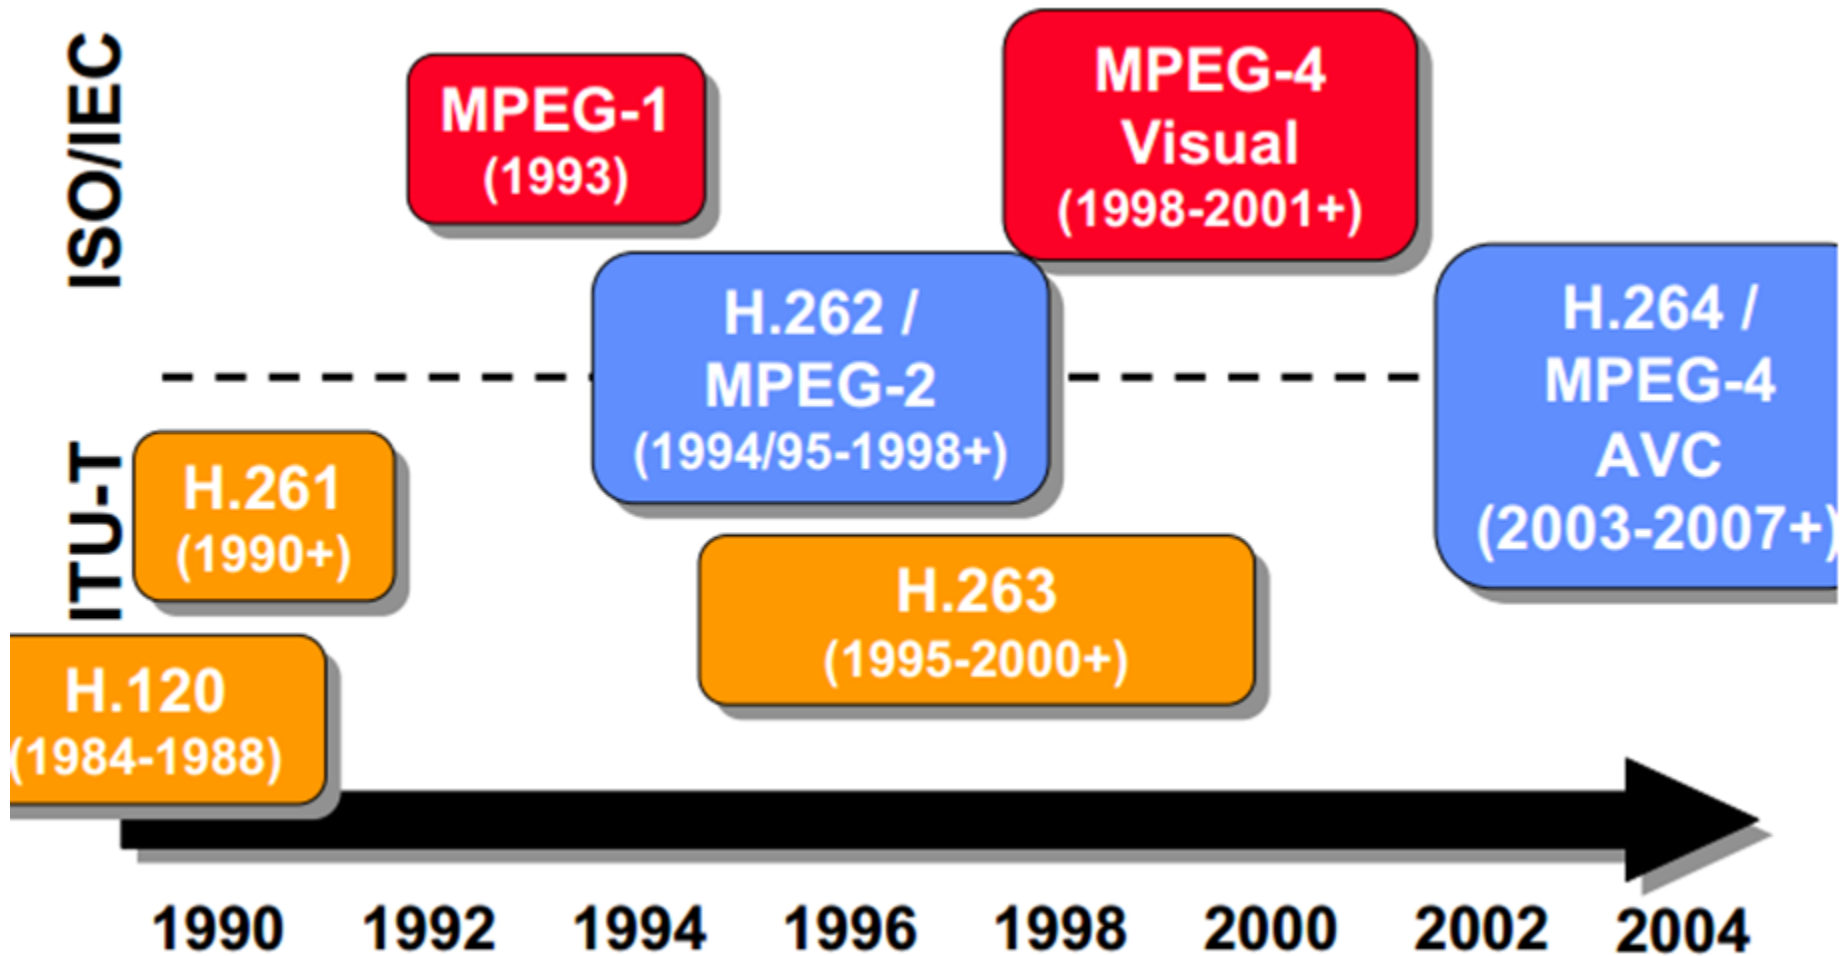 ISO/IEC
MPEG-1
(1993)
MPEG-4
Visual
(1998-2001+)
H.262 /
MPEG-2
(1994/95-1998+)
H.264 /
MPEG-4
AVC
(2003-2007+)
ITU-T
H.261
(1990+)
H.263
(1995-2000+)
H.120
(1984-1988)
1990 1992 1994 1996 1998 2000 2002 2004